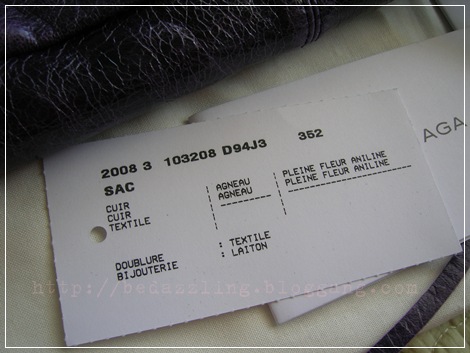 AGA
2008 3 103208 D94J3 352
SAC
CUIR | AGNEAU | PLEINE FLEUR ANILINE
CUIR | AGNEAU | PLEINE FLEUR ANILINE
TEXTILE |-----------|--------------------
DOUBLURE : TEXTILE
BIJOUTERIE : LAITON
http://bedazzling.bloggang.com